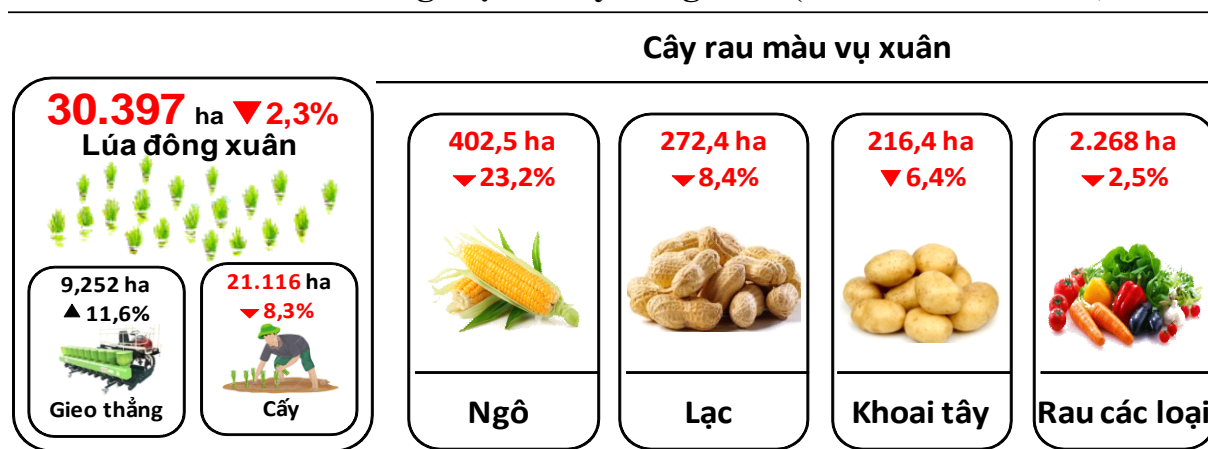 Cây rau màu vụ xuân
30.397 ha ▼2,3%
Lúa đông xuân
9,252 ha
▲ 11,6%
Gieo thẳng
21.116 ha
▼ 8,3%
Cấy
402,5 ha
▼ 23,2%
Ngô
272,4 ha
▼ 8,4%
Lạc
216,4 ha
▼ 6,4%
Khoai tây
2.268 ha
▼ 2,5%
Rau các loại